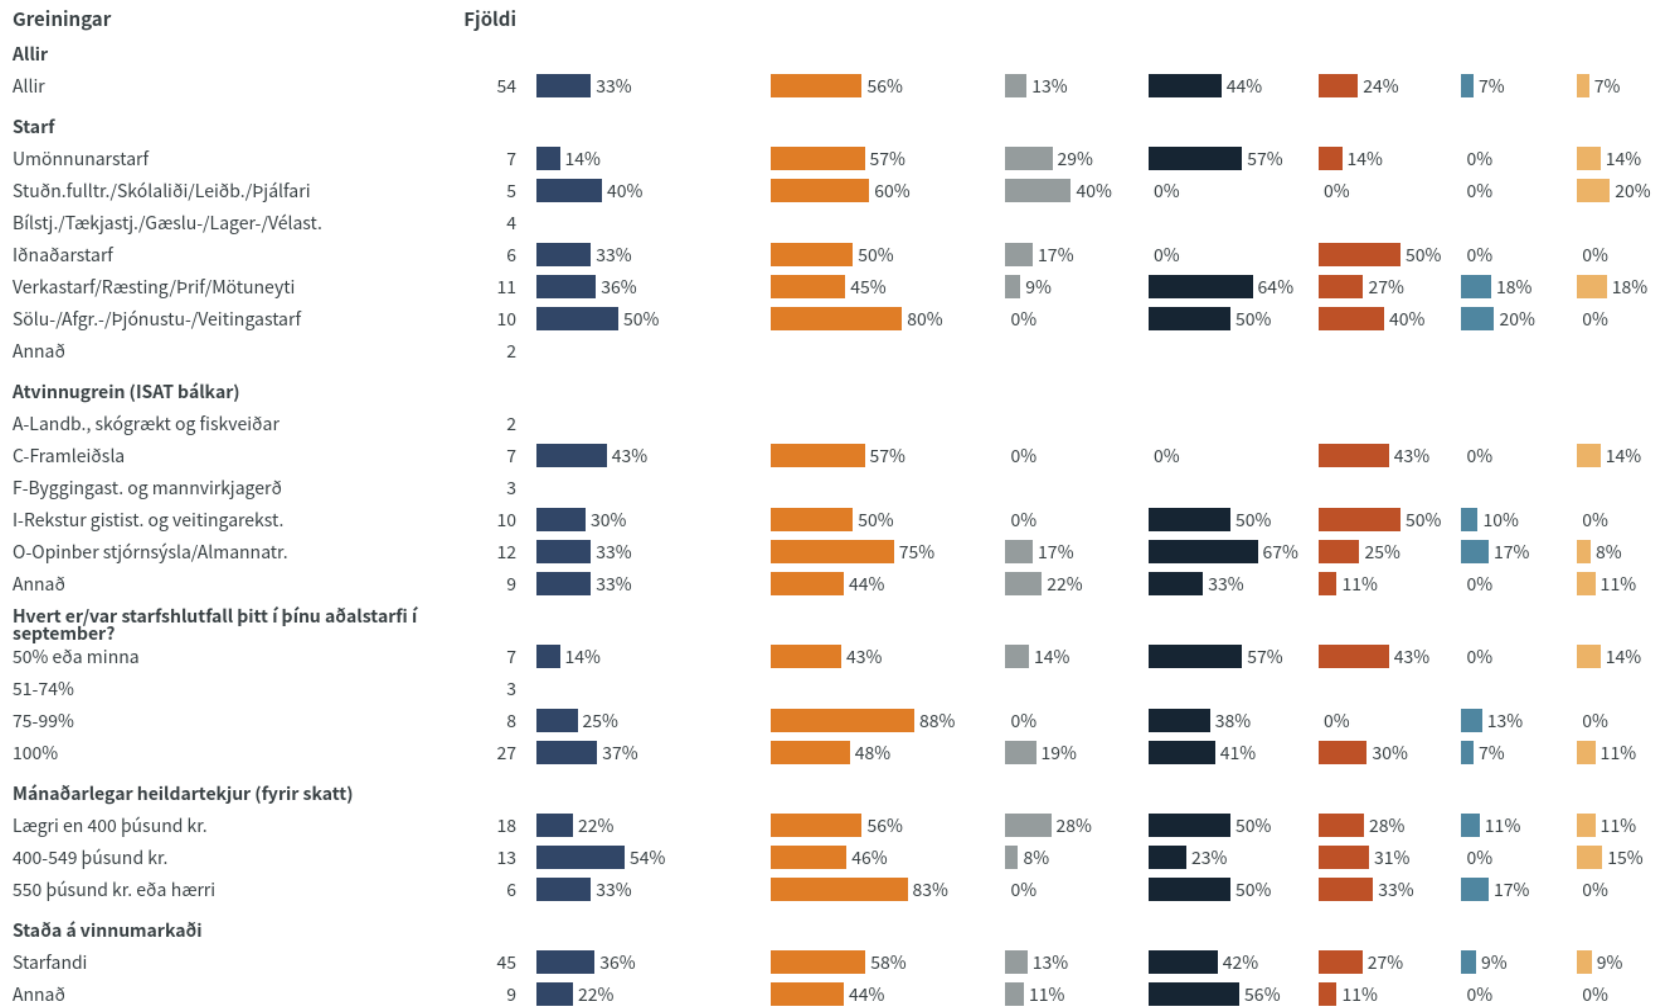 Greiningar Fjöldi
Allir
Allir 54 33% 56% 13% 44% 24% 7% 7%
Starf
Umönnunarstarf 7 14% 57% 29% 57% 14% 0% 14%
Stuðn.fulltr./Skólaliði/Leiðb./Þjálfari 5 40% 60% 40% 0% 0% 0% 20%
Bílstj./Tækjastj./Gæslu-/Lager-/Vélast. 4
Iðnaðarstarf 6 33% 50% 17% 0% 50% 0% 0%
Verkastarf/Ræsting/Þrif/Mötuneyti 11 36% 45% 9% 64% 27% 18% 18%
Sölu-/Afgr.-/Þjónustu-/Veitingastarf 10 50% 80% 0% 50% 40% 20% 0%
Annað 2
Atvinnugrein (ISAT bálkar)
A-Landb., skógrækt og fiskveiðar 2
C-Framleiðsla 7 43% 57% 0% 0% 43% 0% 14%
F-Byggingast. og mannvirkjagerð 3
I-Rekstur gistist. og veitingarekst. 10 30% 50% 0% 50% 50% 10% 0%
O-Opinber stjórnsýsla/Almannatr. 12 33% 75% 17% 67% 25% 17% 8%
Annað 9 33% 44% 22% 33% 11% 0% 11%
Hvert er/var starfshlutfall þitt í þínu aðalstarfi í
september?
50% eða minna 7 14% 43% 14% 57% 43% 0% 14%
51-74% 3
75-99% 8 25% 88% 0% 38% 0% 13% 0%
100% 27 37% 48% 19% 41% 30% 7% 11%
Mánaðarlegar heildartekjur (fyrir skatt)
Lægri en 400 þúsund kr. 18 22% 56% 28% 50% 28% 11% 11%
400-549 þúsund kr. 13 54% 46% 8% 23% 31% 0% 15%
550 þúsund kr. eða hærri 6 33% 83% 0% 50% 33% 17% 0%
Staða á vinnumarkaði
Starfandi 45 36% 58% 13% 42% 27% 9% 9%
Annað 9 22% 44% 11% 56% 11% 0% 0%